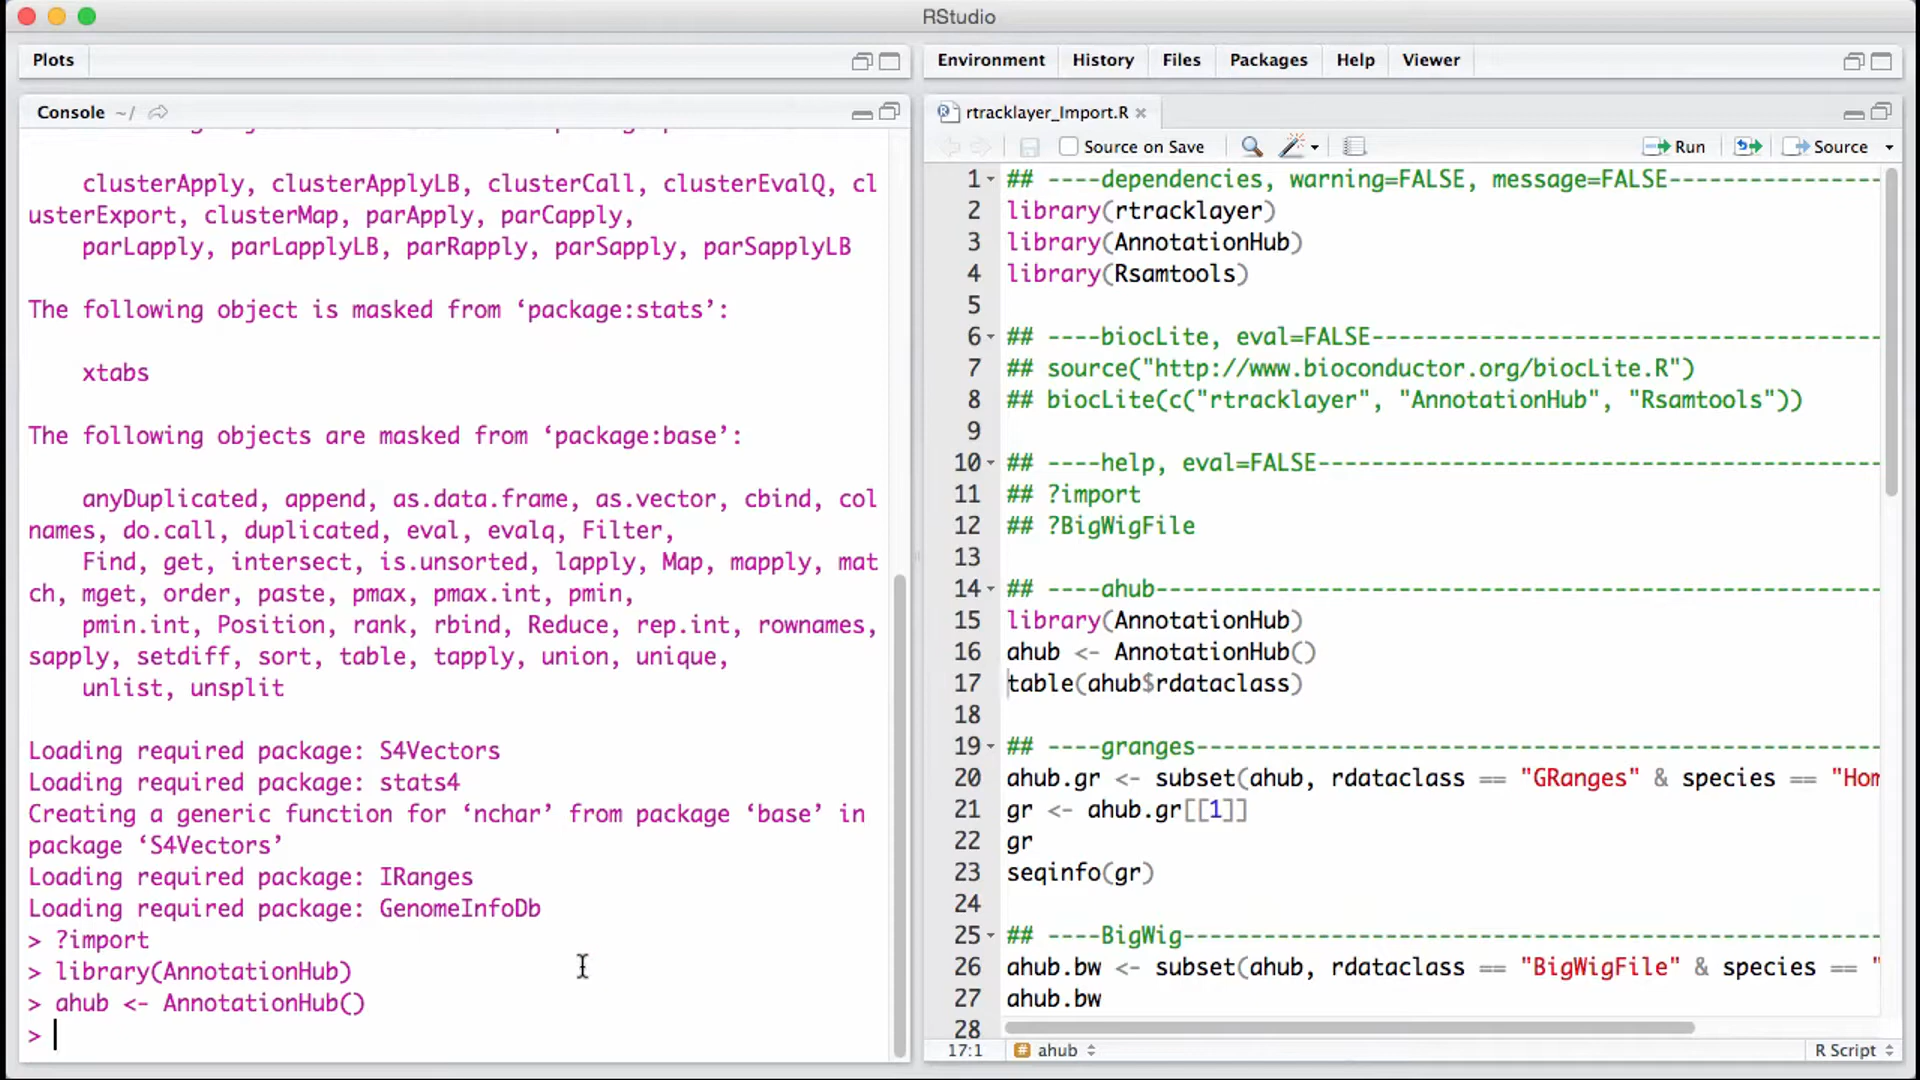 RStudio
Plots
Console ~/
clusterApply, clusterApplyLB, clusterCall, clusterEvalQ, cl
usterExport, clusterMap, parApply, parCapply,
parLapply, parLapplyLB, parRapply, parSapply, parSapplyLB
The following object is masked from ‘package:stats’:
xtabs
The following objects are masked from ‘package:base’:
anyDuplicated, append, as.data.frame, as.vector, cbind, col
names, do.call, duplicated, eval, evalq, Filter,
Find, get, intersect, is.unsorted, lapply, Map, mapply, mat
ch, mget, order, paste, pmax, pmax.int, pmin,
pmin.int, Position, rank, rbind, Reduce, rep.int, rownames,
sapply, setdiff, sort, table, tapply, union, unique,
unlist, unsplit
Loading required package: S4Vectors
Loading required package: stats4
Creating a generic function for ‘nchar’ from package ‘base’ in
package ‘S4Vectors’
Loading required package: IRanges
Loading required package: GenomeInfoDb
> ?import
> library(AnnotationHub)
> ahub <- AnnotationHub()
>
Environment History Files Packages Help Viewer
rtracklayer_Import.R
Source on Save Run Source
1 ## ----dependencies, warning=FALSE, message=FALSE----------------
2 library(rtracklayer)
3 library(AnnotationHub)
4 library(Rsamtools)
5
6 ## ----biocLite, eval=FALSE--------------------------------------
7 ## source("http://www.bioconductor.org/biocLite.R")
8 ## biocLite(c("rtracklayer", "AnnotationHub", "Rsamtools"))
9
10 ## ----help, eval=FALSE------------------------------------------
11 ## ?import
12 ## ?BigWigFile
13
14 ## ----ahub------------------------------------------------------
15 library(AnnotationHub)
16 ahub <- AnnotationHub()
17 table(ahub$rdataclass)
18
19 ## ----granges---------------------------------------------------
20 ahub.gr <- subset(ahub, rdataclass == "GRanges" & species == "Hom
21 gr <- ahub.gr[[1]]
22 gr
23 seqinfo(gr)
24
25 ## ----BigWig----------------------------------------------------
26 ahub.bw <- subset(ahub, rdataclass == "BigWigFile" & species == "
27 ahub.bw
28
17:1 # ahub R Script